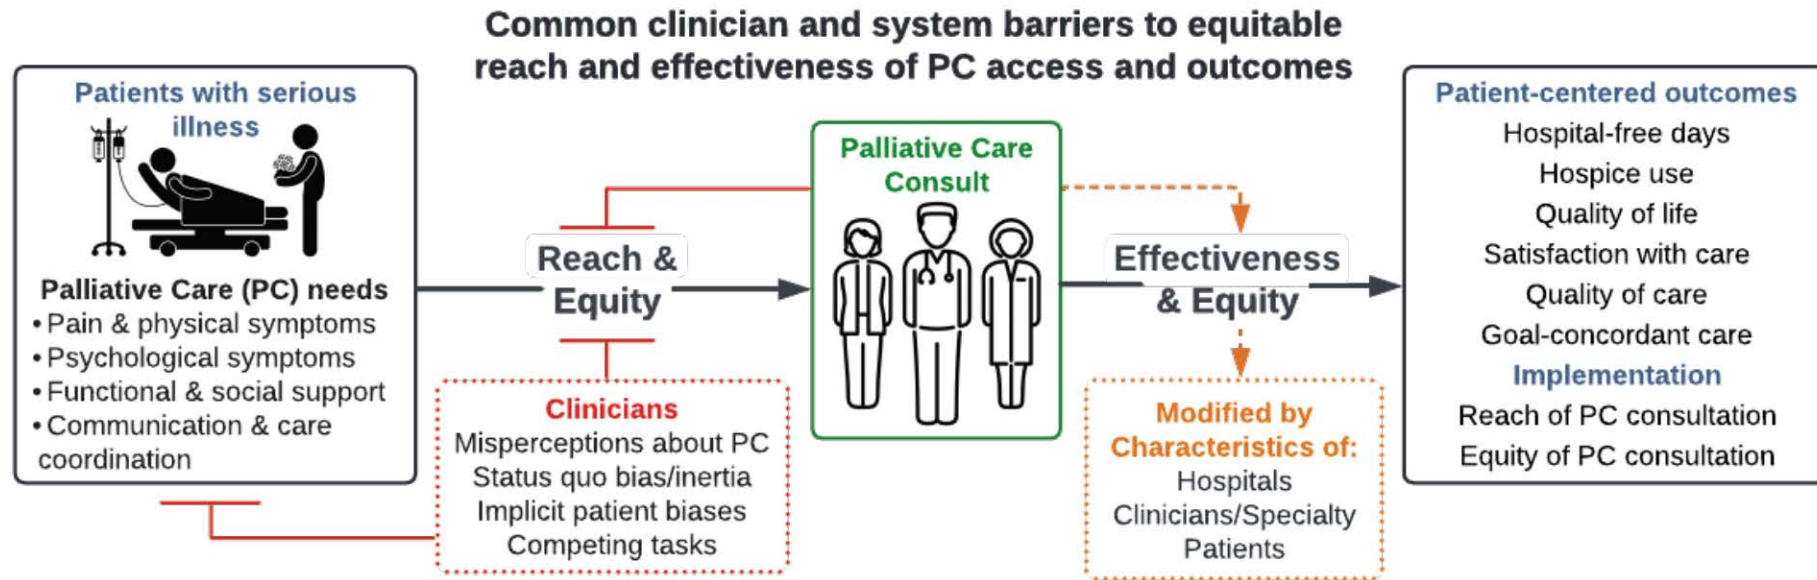 Common clinician and system barriers to equitable
reach and effectiveness of PC access and outcomes
Patients with serious
illness
Palliative Care (PC) needs
• Pain & physical symptoms
• Psychological symptoms
• Functional & social support
• Communication & care
coordination
Reach &
Equity
Clinicians
Misperceptions about PC
Status quo bias/inertia
Implicit patient biases
Competing tasks
Palliative Care
Consult
Effectiveness
& Equity
Modified by
Characteristics of:
Hospitals
Clinicians/Specialty
Patients
Patient-centered outcomes
Hospital-free days
Hospice use
Quality of life
Satisfaction with care
Quality of care
Goal-concordant care
Implementation
Reach of PC consultation
Equity of PC consultation